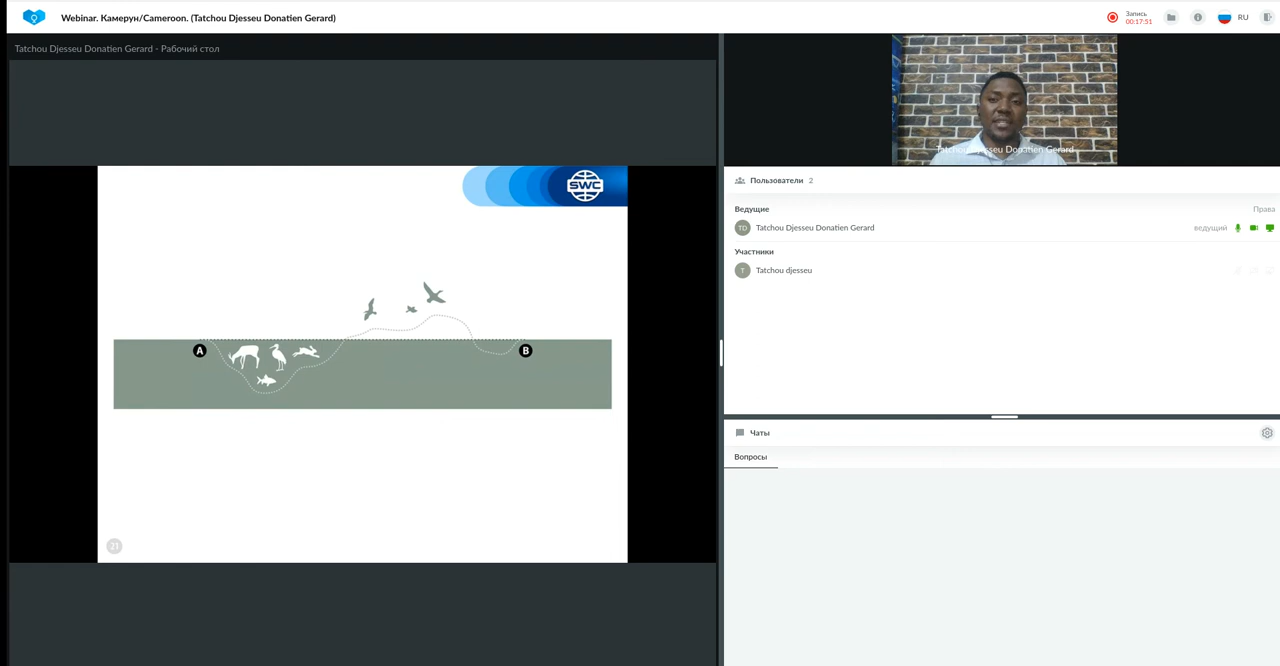 Webinar. Камерун/Cameroon. (Tatchou Djesseu Donatien Gerard)
Запись
00:17:51
RU
Tatchou Djesseu Donatien Gerard - Рабочий стол
Tatchou Djesseu Donatien Gerard
SWC
A
B
21
Пользователи 2
Ведущие
Права
TD Tatchou Djesseu Donatien Gerard
ведущий
Участники
T Tatchou djesseu
Чаты
Вопросы